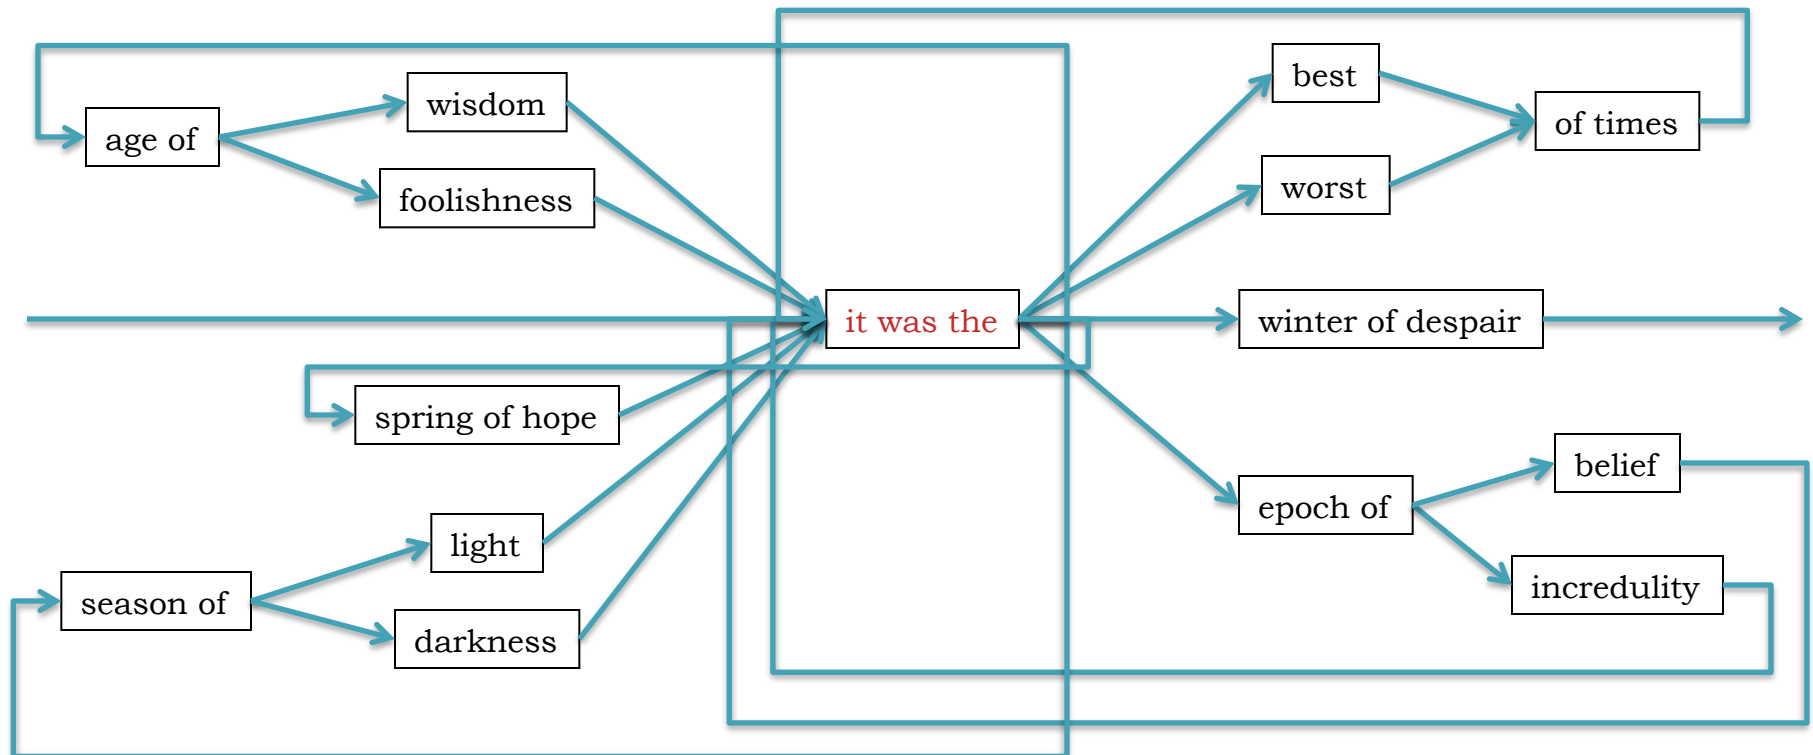 best
wisdom
of times
age of
worst
foolishness
it was the
winter of despair
spring of hope
belief
epoch of
light
incredulity
season of
darkness